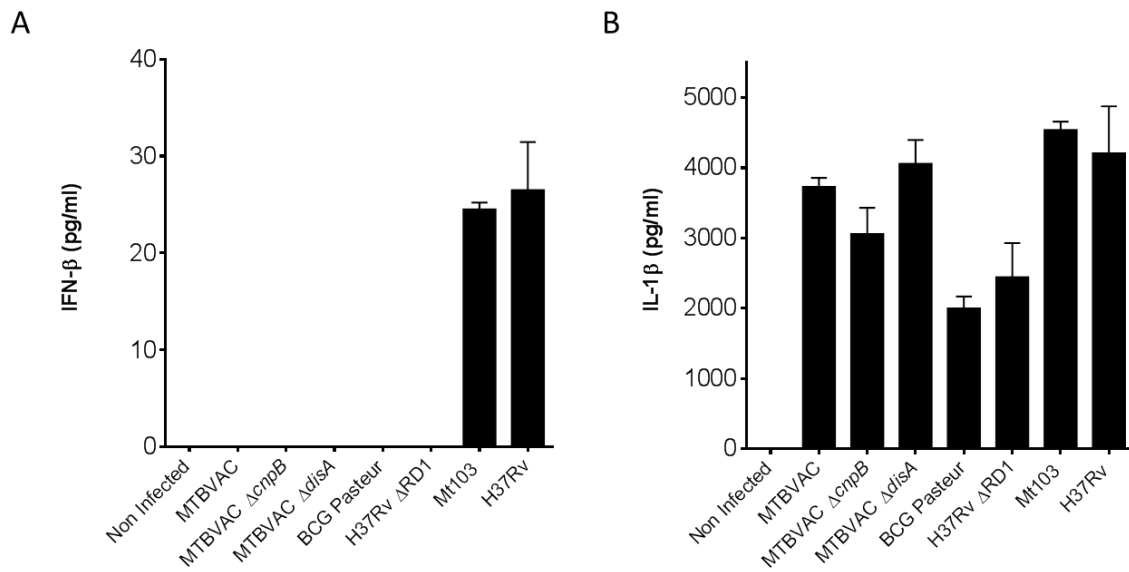 A
IFN-β (pg/ml)
40
30
20
10
0
Non Infected
MTBVAC
MTBVAC ΔcnpB
MTBVAC ΔdisA
BCG Pasteur
H37Rv ΔRD1
Mt103
H37Rv
B
IL-1β (pg/ml)
5000
4000
3000
2000
1000
0
Non Infected
MTBVAC
MTBVAC ΔcnpB
MTBVAC ΔdisA
BCG Pasteur
H37Rv ΔRD1
Mt103
H37Rv